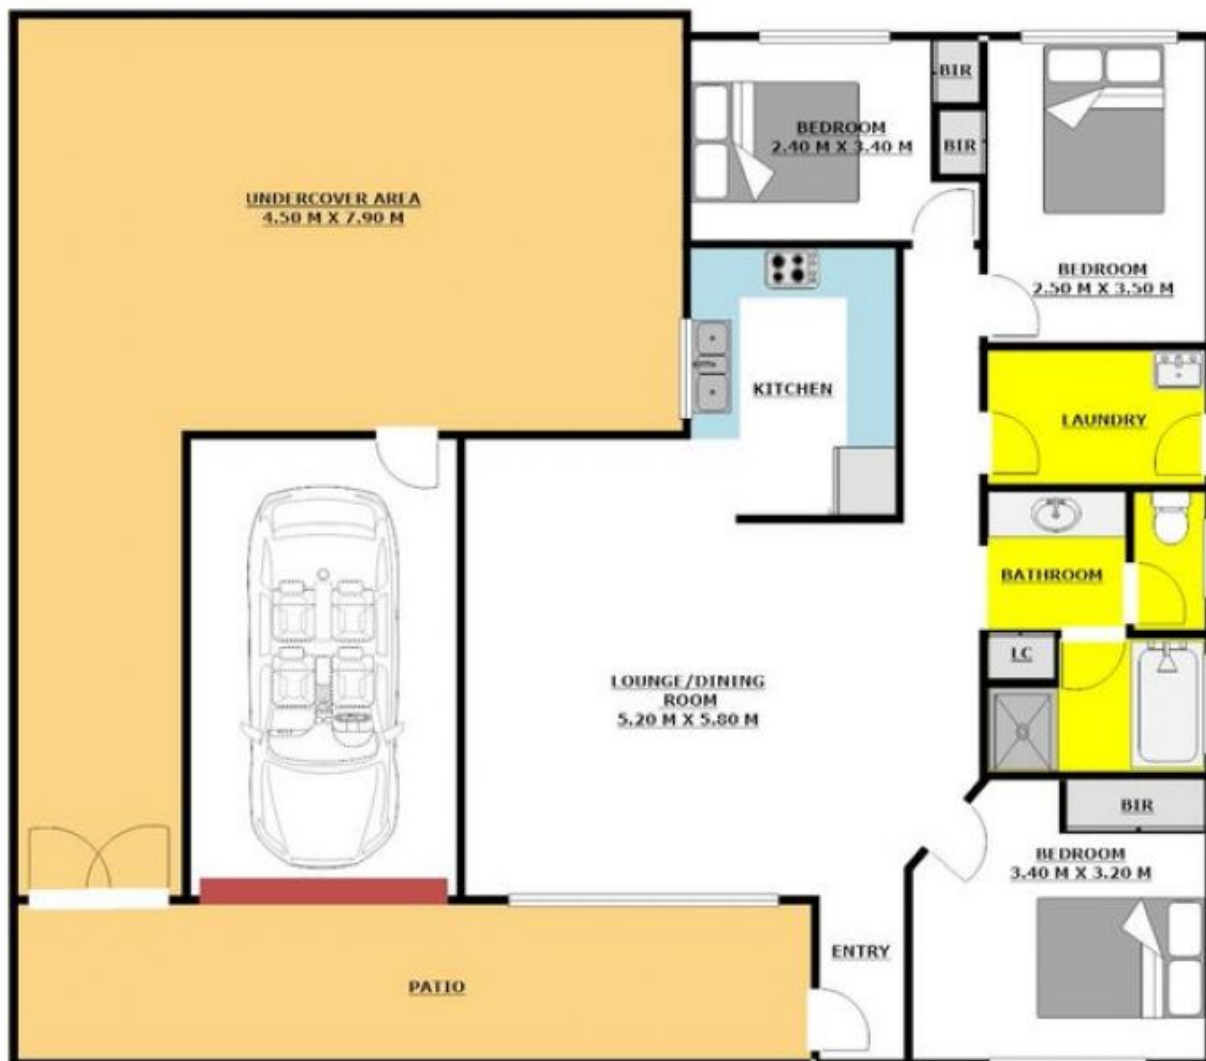 BIR
BEDROOM
2.40 M X 3.40 M
BIR
UNDERCOVER AREA
4.50 M X 7.90 M
BEDROOM
2.50 M X 3.50 M
KITCHEN
LAUNDRY
BATHROOM
LC
LOUNGE/DINING
ROOM
5.20 M X 5.80 M
BIR
BEDROOM
3.40 M X 3.20 M
ENTRY
PATIO